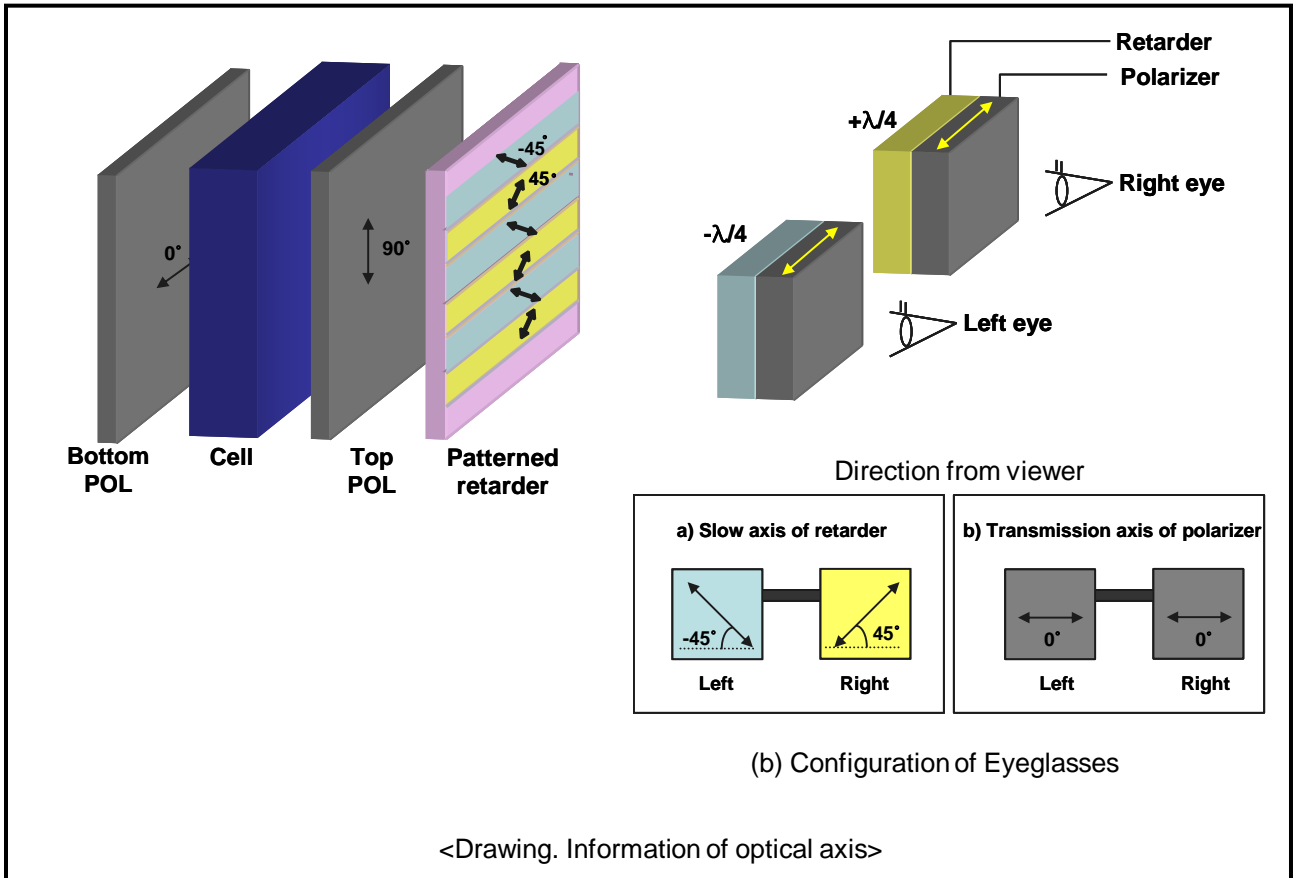 Retarder
Polarizer
+λ/4
-45°
45°
Right eye
-λ/4
0°
90°
Left eye
Bottom
POL
Cell
Top
POL
Patterned
retarder
Direction from viewer
a) Slow axis of retarder
b) Transmission axis of polarizer
-45°
45°
0°
0°
Left
Right
Left
Right
(b) Configuration of Eyeglasses
<Drawing. Information of optical axis>